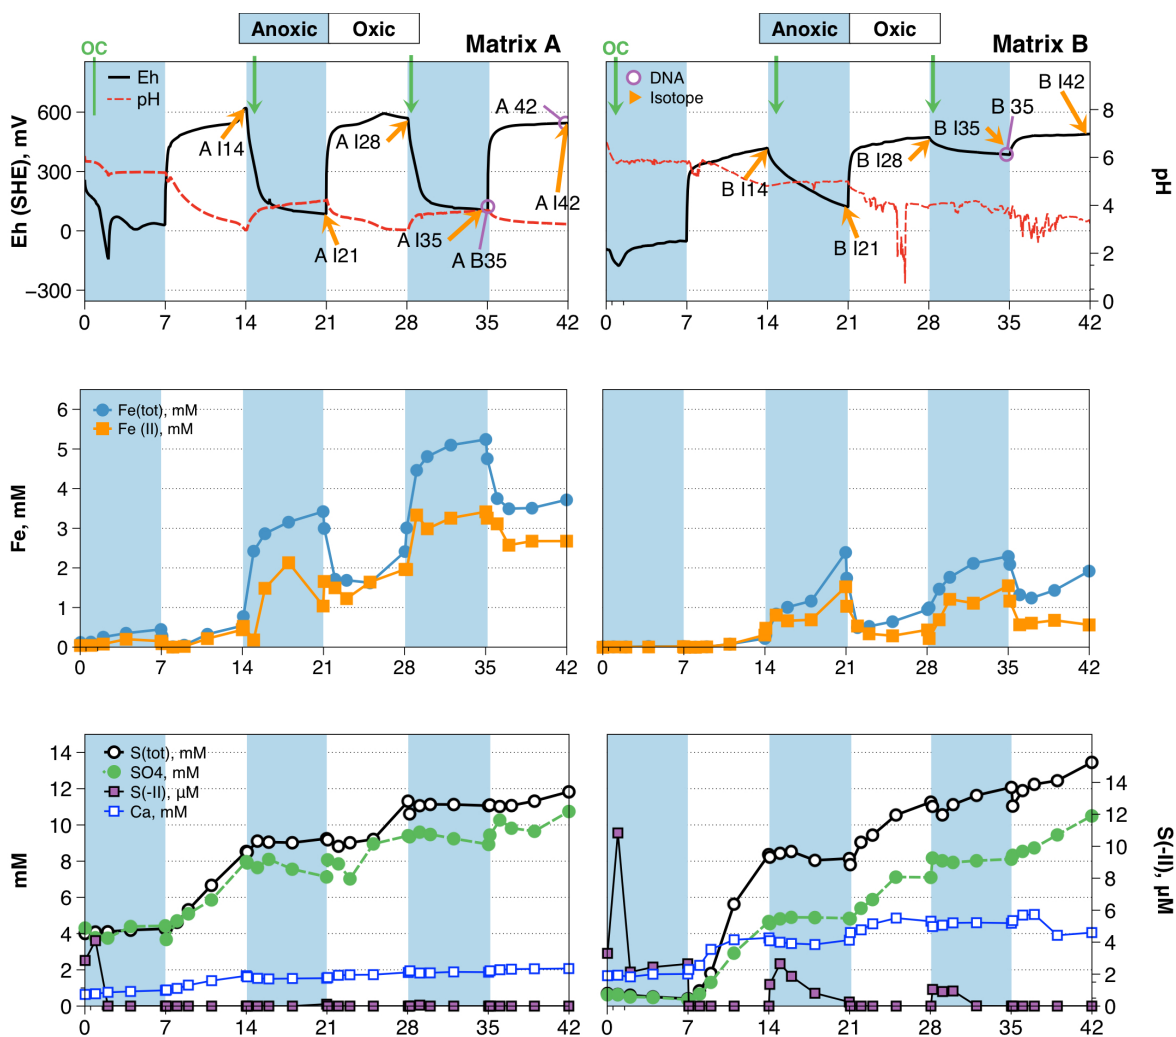 Anoxic Oxic
Anoxic Oxic
OC
Matrix A
OC
Matrix B
Eh
pH
DNA
Isotope
A 42
A I14
A I28
A I42
A I35
A I21
A B35
B I42
B 35
B I35
B I28
B I14
B I21
Eh (SHE), mV
600
300
0
−300
0 7 14 21 28 35 42
0 7 14 21 28 35 42
8
6
4
2
0
pH
Fe(tot), mM
Fe (II), mM
Fe, mM
6
5
4
3
2
1
0
0 7 14 21 28 35 42
0 7 14 21 28 35 42
S(tot), mM
SO4, mM
S(-II), µM
Ca, mM
mM
14
12
10
8
6
4
2
0
0 7 14 21 28 35 42
0 7 14 21 28 35 42
14
12
10
8
6
4
2
0
S(-II), µM